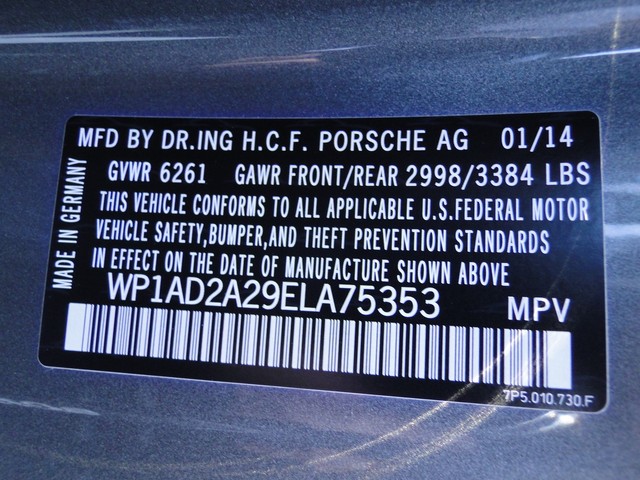 MFD BY DR.ING H.C.F. PORSCHE AG 01/14
GVWR 6261 GAWR FRONT/REAR 2998/3384 LBS
THIS VEHICLE CONFORMS TO ALL APPLICABLE U.S.FEDERAL MOTOR
VEHICLE SAFETY,BUMPER,AND THEFT PREVENTION STANDARDS
IN EFFECT ON THE DATE OF MANUFACTURE SHOWN ABOVE
WP1AD2A29ELA75353 MPV
7P5.010.730.F
MADE IN GERMANY